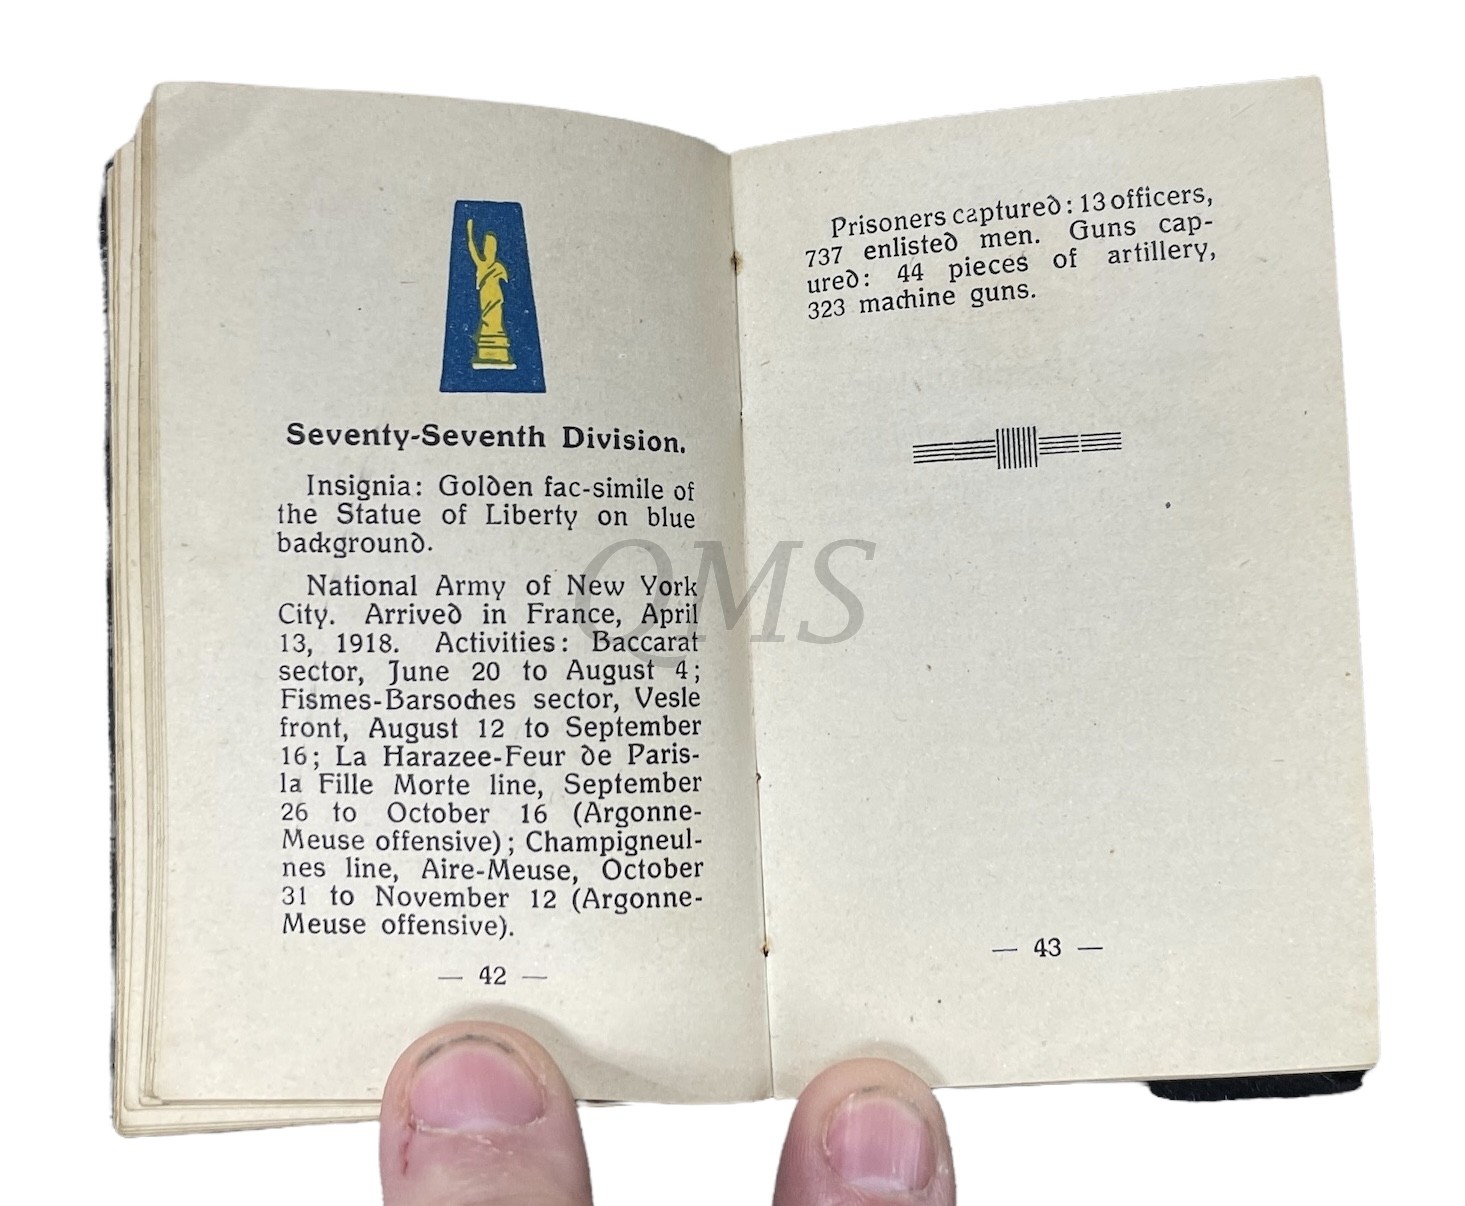 Seventy-Seventh Division.
Insignia: Golden fac-simile of
the Statue of Liberty on blue
background.
National Army of New York
City. Arrived in France, April
13, 1918. Activities: Baccarat
sector, June 20 to August 4;
Fismes-Barsoches sector, Vesle
front, August 12 to September
16; La Harazee-Feur de Paris-
la Fille Morte line, September
26 to October 16 (Argonne-
Meuse offensive); Champigneul-
nes line, Aire-Meuse, October
31 to November 12 (Argonne-
Meuse offensive).
— 42 —
Prisoners captured: 13 officers,
737 enlisted men. Guns cap-
ured: 44 pieces of artillery,
323 machine guns.
— 43 —
QMS